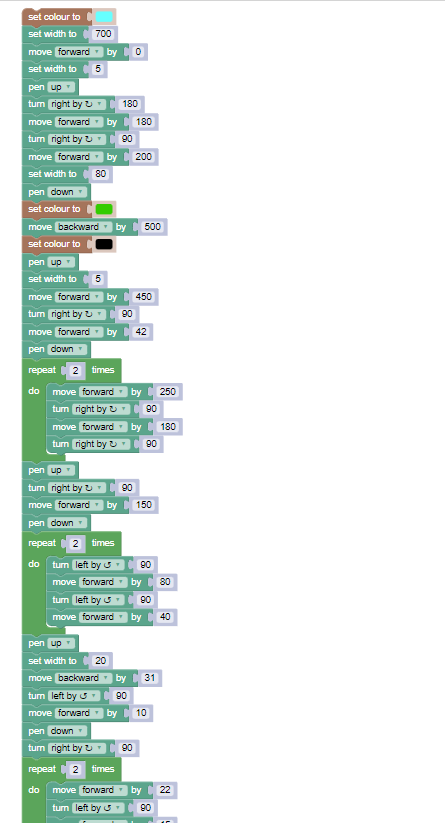 set colour to
set width to 700
move forward by 0
set width to 5
pen up
turn right by ↻ 180
move forward by 180
turn right by ↻ 90
move forward by 200
set width to 80
pen down
set colour to
move backward by 500
set colour to
pen up
set width to 5
move forward by 450
turn right by ↻ 90
move forward by 42
pen down
repeat 2 times
do move forward by 250
turn right by ↻ 90
move forward by 180
turn right by ↻ 90
pen up
turn right by ↻ 90
move forward by 150
pen down
repeat 2 times
do turn left by ↺ 90
move forward by 80
turn left by ↺ 90
move forward by 40
pen up
set width to 20
move backward by 31
turn left by ↺ 90
move forward by 10
pen down
turn right by ↻ 90
repeat 2 times
do move forward by 22
turn left by ↺ 90